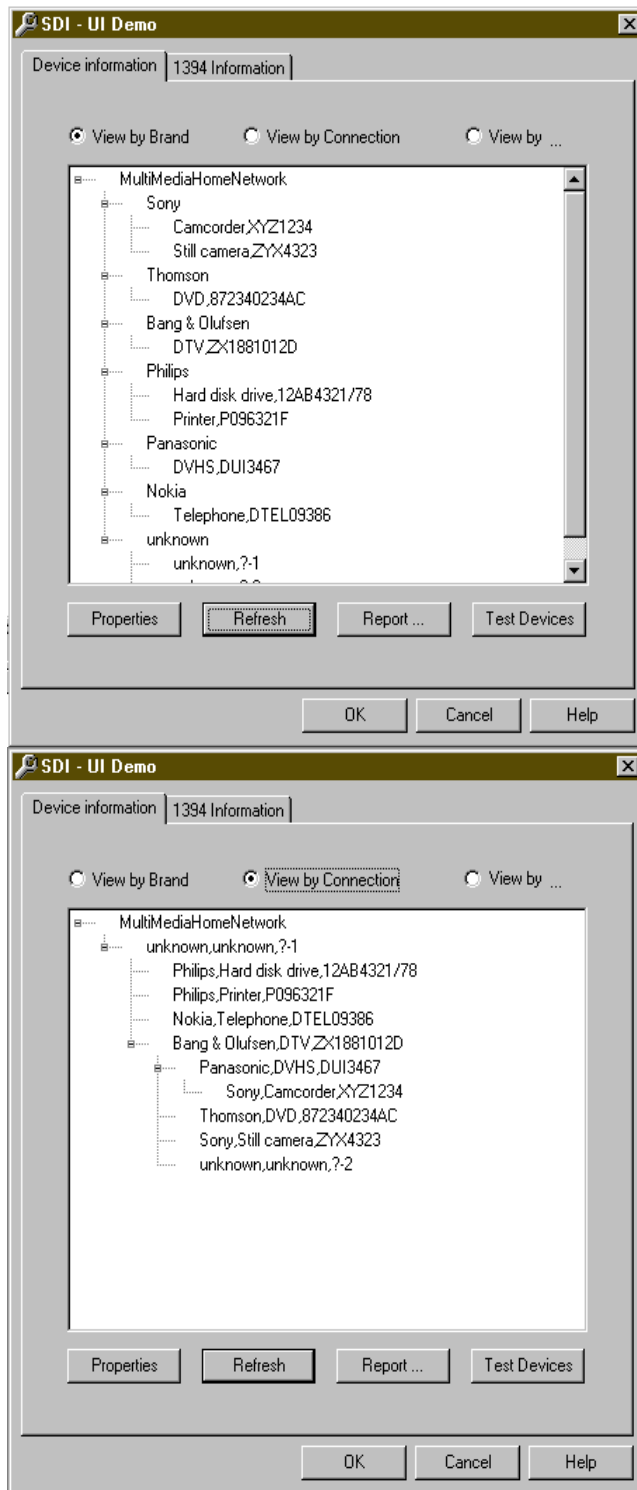 SDI - UI Demo
Device information 1394 Information
View by Brand View by Connection View by ...
MultiMediaHomeNetwork
Sony
Camcorder,XYZ1234
Still camera,ZYX4323
Thomson
DVD,872340234AC
Bang & Olufsen
DTV,ZX1881012D
Philips
Hard disk drive,12AB4321/78
Printer,P096321F
Panasonic
DVHS,DUI3467
Nokia
Telephone,DTEL09386
unknown
unknown,?-1
Properties Refresh Report ... Test Devices
OK Cancel Help
SDI - UI Demo
Device information 1394 Information
View by Brand View by Connection View by ...
MultiMediaHomeNetwork
unknown,unknown,?-1
Philips,Hard disk drive,12AB4321/78
Philips,Printer,P096321F
Nokia,Telephone,DTEL09386
Bang & Olufsen,DTV,ZX1881012D
Panasonic,DVHS,DUI3467
Sony,Camcorder,XYZ1234
Thomson,DVD,872340234AC
Sony,Still camera,ZYX4323
unknown,unknown,?-2
Properties Refresh Report ... Test Devices
OK Cancel Help